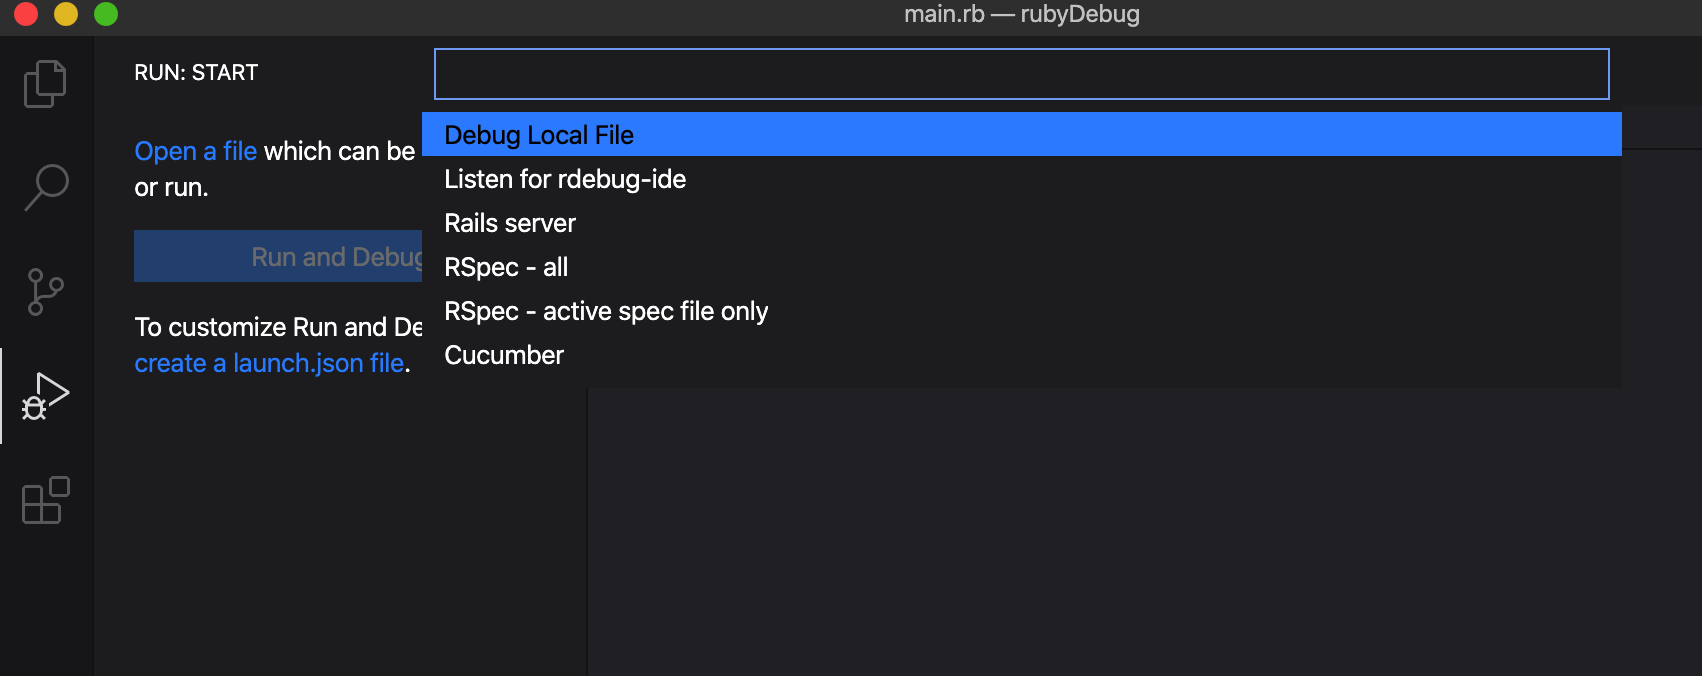 main.rb — rubyDebug
RUN: START
Open a file which can be
or run.
Run and Debug
To customize Run and De
create a launch.json file.
Debug Local File
Listen for rdebug-ide
Rails server
RSpec - all
RSpec - active spec file only
Cucumber